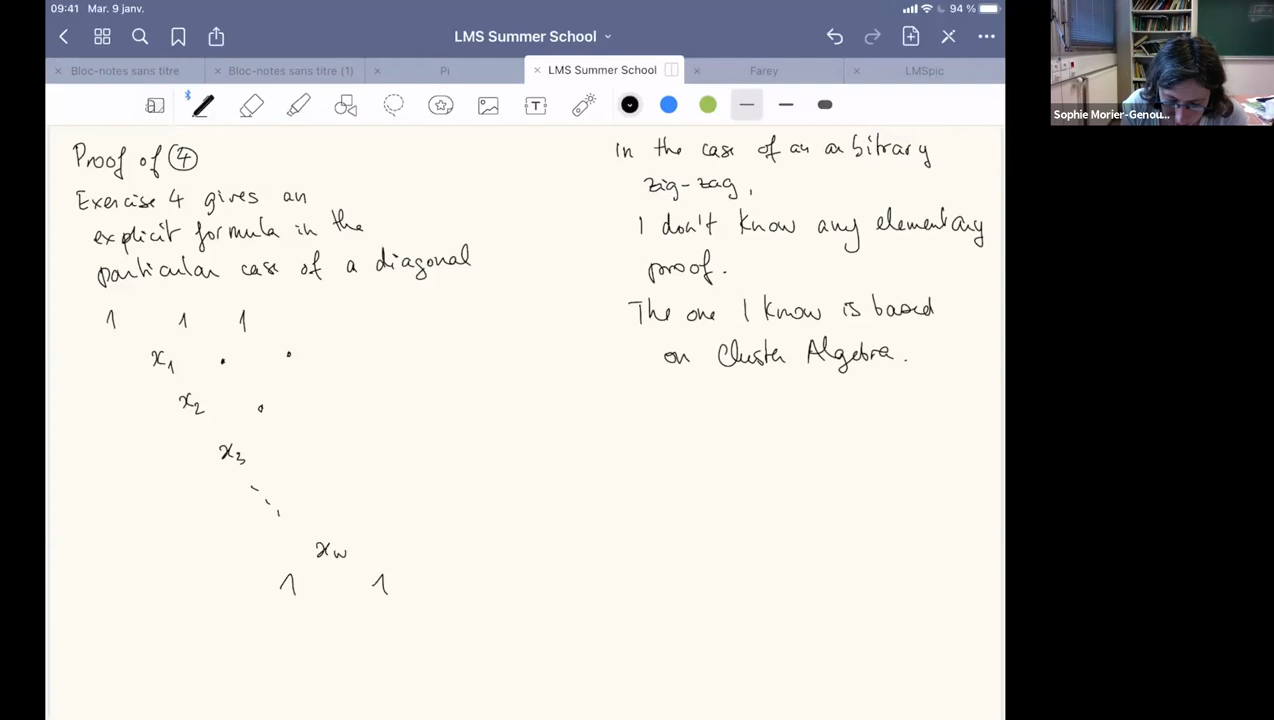 09:41 Mar. 9 janv.
94 %
LMS Summer School
Bloc-notes sans titre
Bloc-notes sans titre (1)
Pi
LMS Summer School
Farey
LMSpic
Sophie Morier-Genou...
Proof of ④
Exercise 4 gives an
explicit formula in the
particular case of a diagonal
1 1 1
x₁ . .
x₂ .
x₃
x_w
1 1
In the case of an arbitrary
zig-zag,
I don't know any elementary
proof.
The one I know is based
on Cluster Algebra.